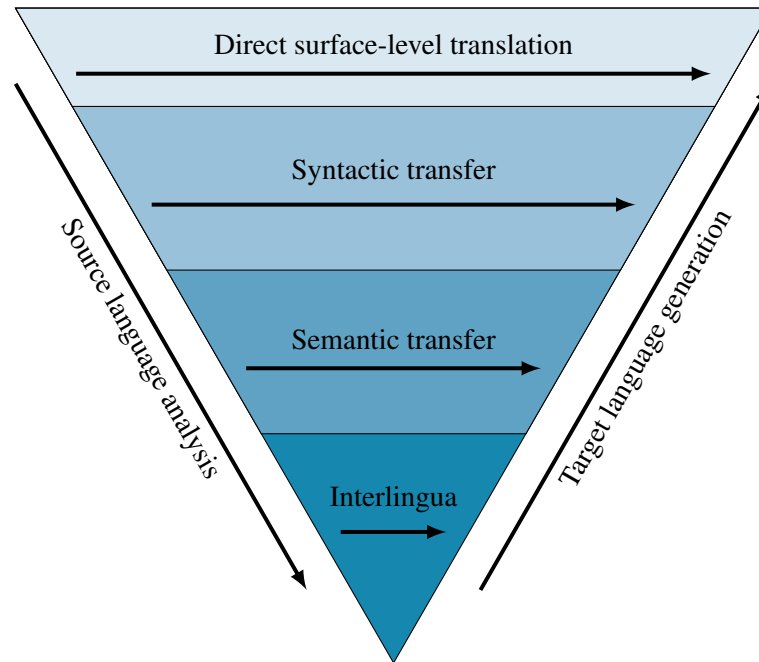 Direct surface-level translation
Syntactic transfer
Semantic transfer
Interlingua
Source language analysis
Target language generation